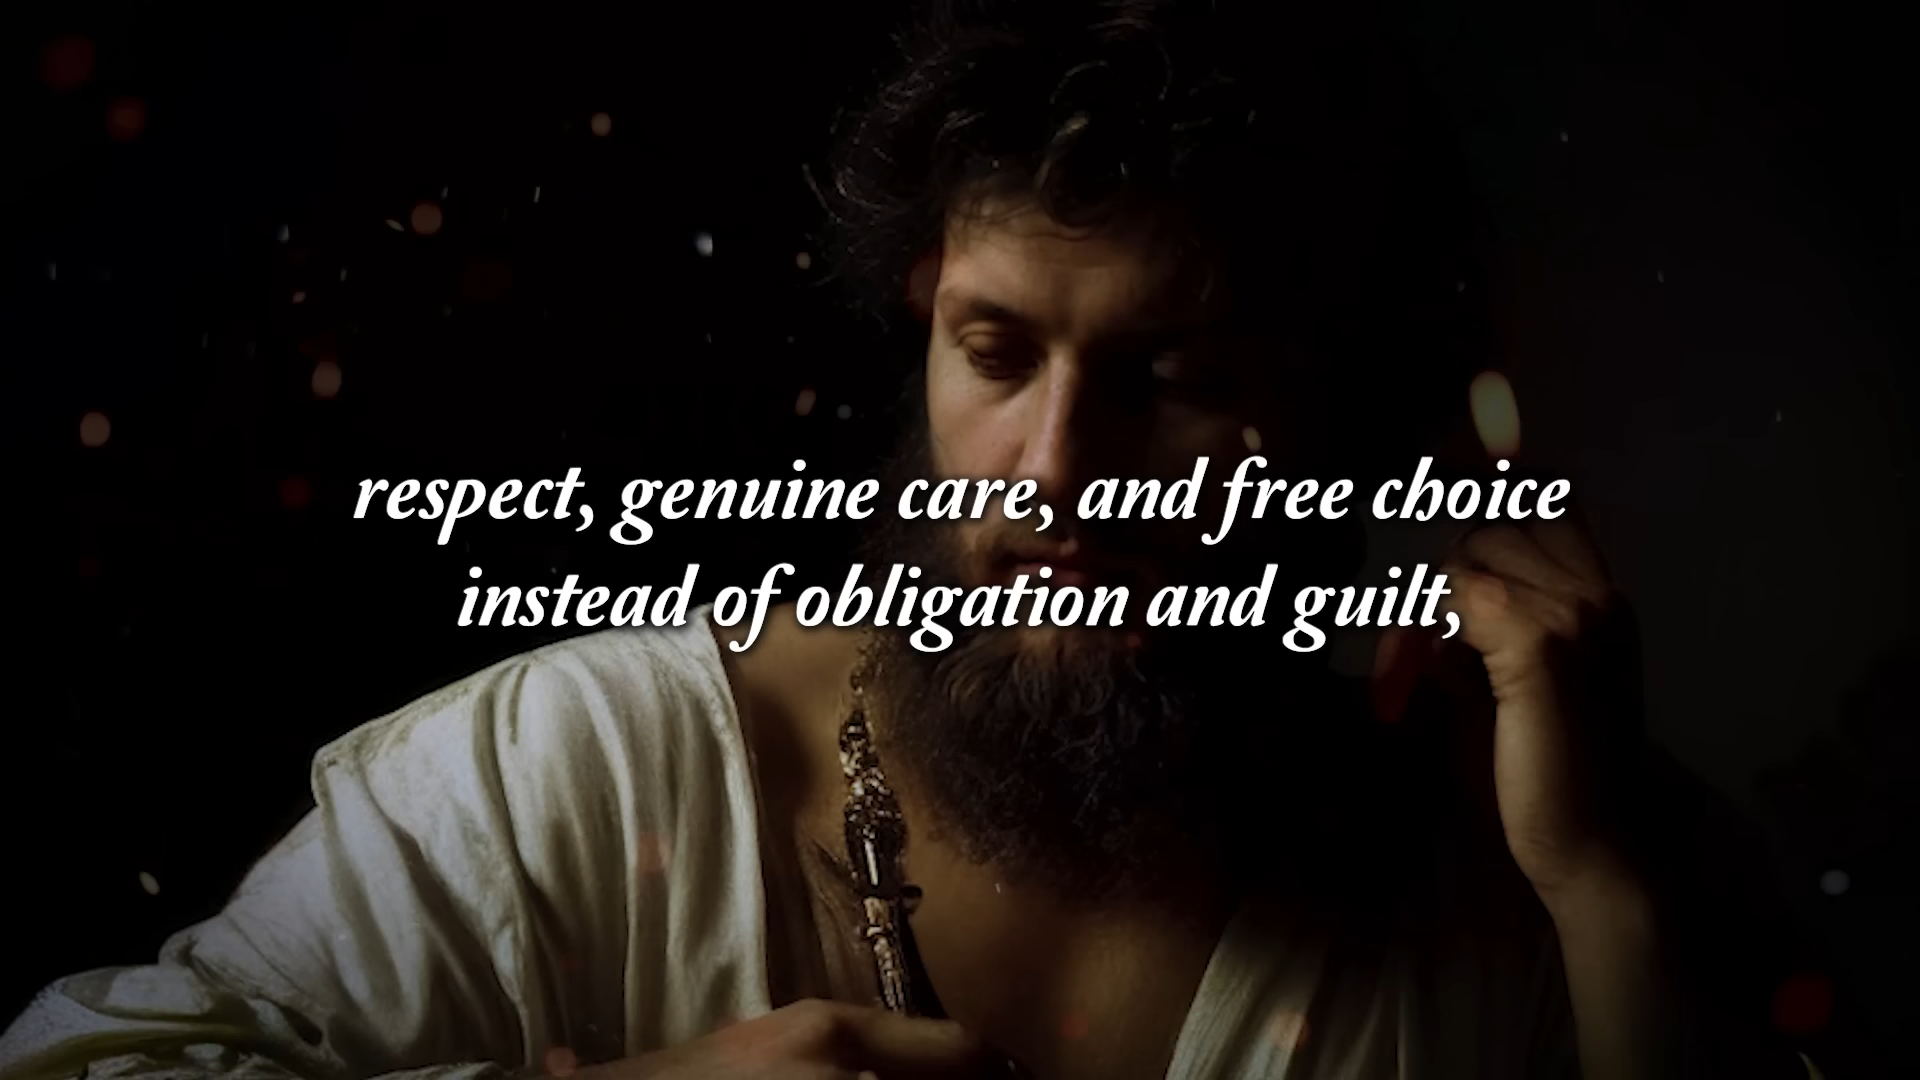 respect, genuine care, and free choice
instead of obligation and guilt,